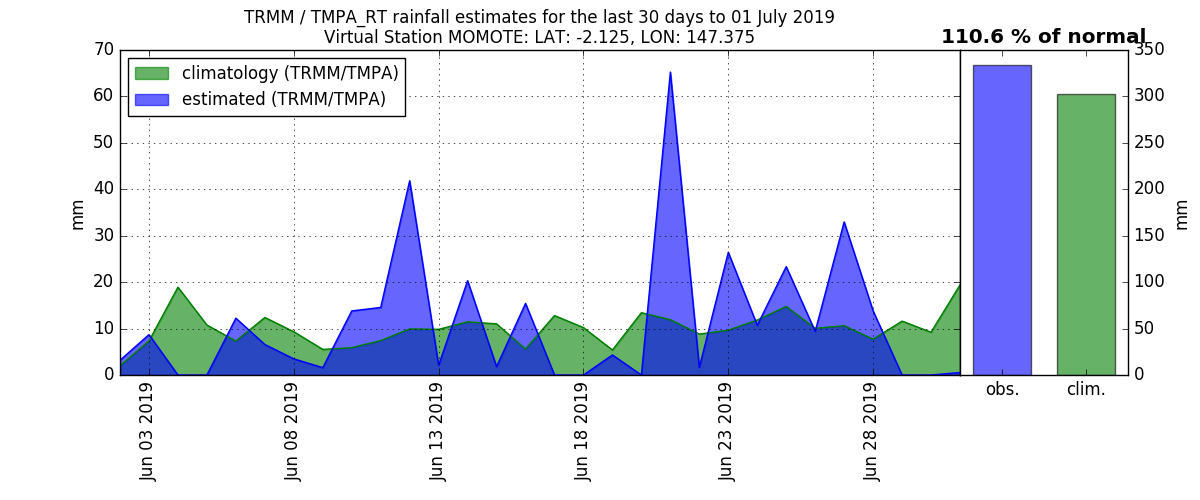 TRMM / TMPA_RT rainfall estimates for the last 30 days to 01 July 2019
Virtual Station MOMOTE: LAT: -2.125, LON: 147.375
110.6 % of normal
climatology (TRMM/TMPA)
estimated (TRMM/TMPA)
mm
70
60
50
40
30
20
10
0
Jun 03 2019
Jun 08 2019
Jun 13 2019
Jun 18 2019
Jun 23 2019
Jun 28 2019
obs.
clim.
350
300
250
200
150
100
50
0
mm